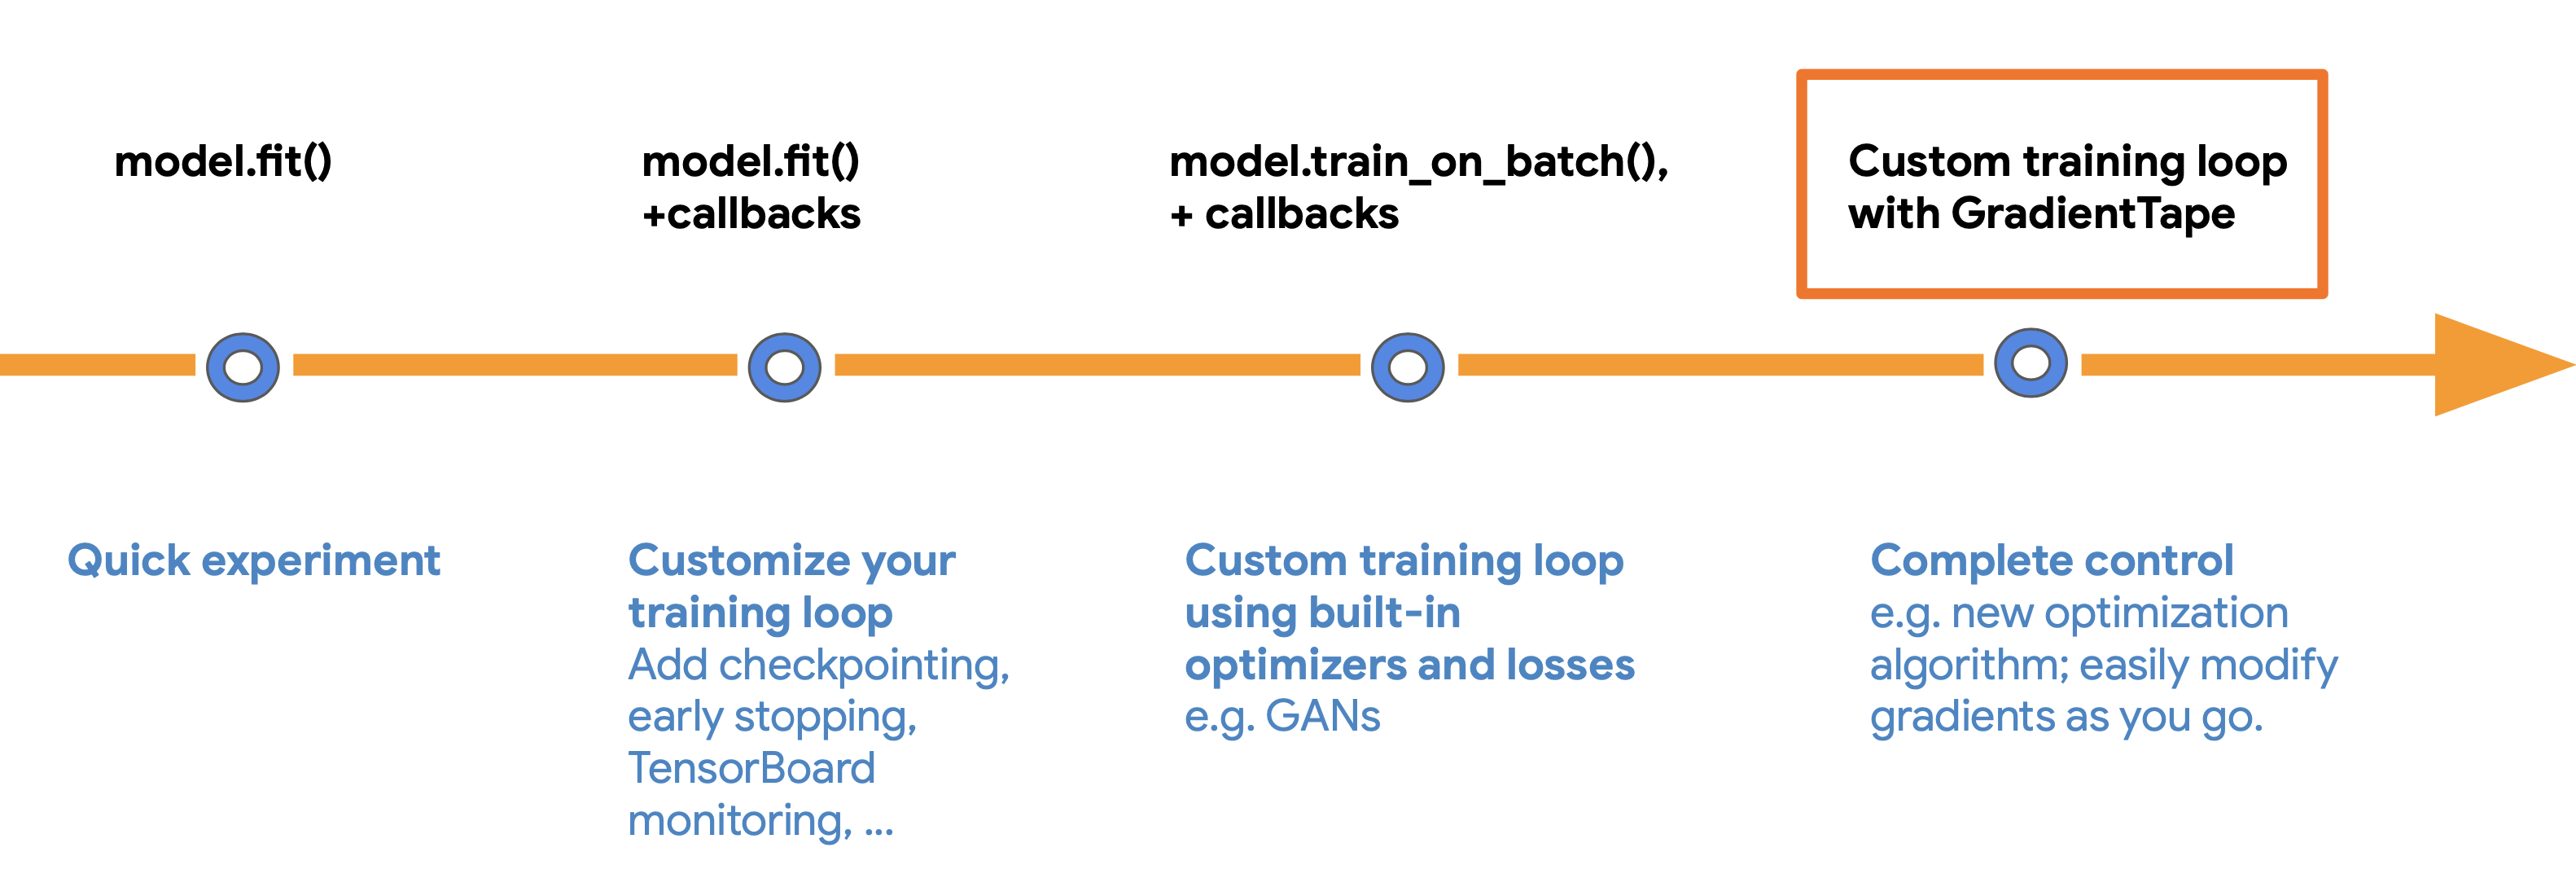 model.fit()
model.fit()
+callbacks
model.train_on_batch(),
+ callbacks
Custom training loop
with GradientTape
Quick experiment
Customize your
training loop
Add checkpointing,
early stopping,
TensorBoard
monitoring, ...
Custom training loop
using built-in
optimizers and losses
e.g. GANs
Complete control
e.g. new optimization
algorithm; easily modify
gradients as you go.